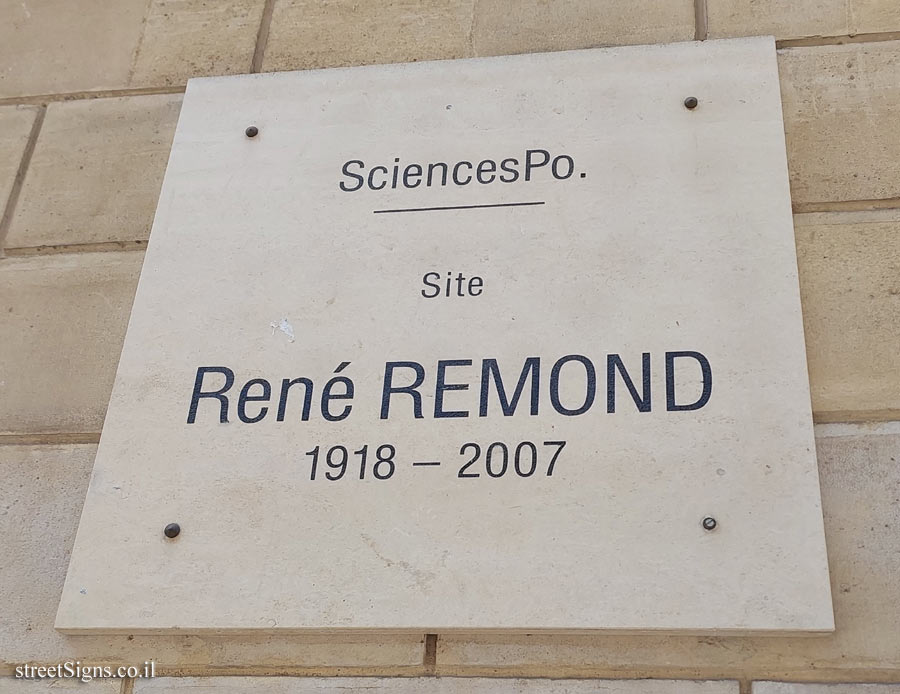 SciencesPo.
Site
René REMOND
1918 – 2007
streetSigns.co.il